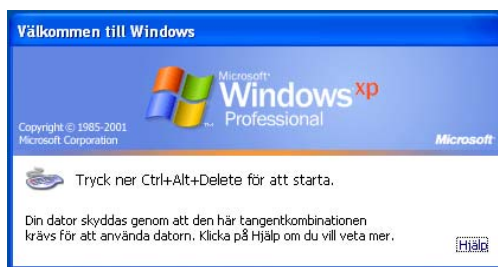 Välkommen till Windows
Microsoft®
Windows xp
Professional
Copyright © 1985-2001
Microsoft Corporation
Microsoft
Tryck ner Ctrl+Alt+Delete för att starta.
Din dator skyddas genom att den här tangentkombinationen
krävs för att använda datorn. Klicka på Hjälp om du vill veta mer.
Hjälp